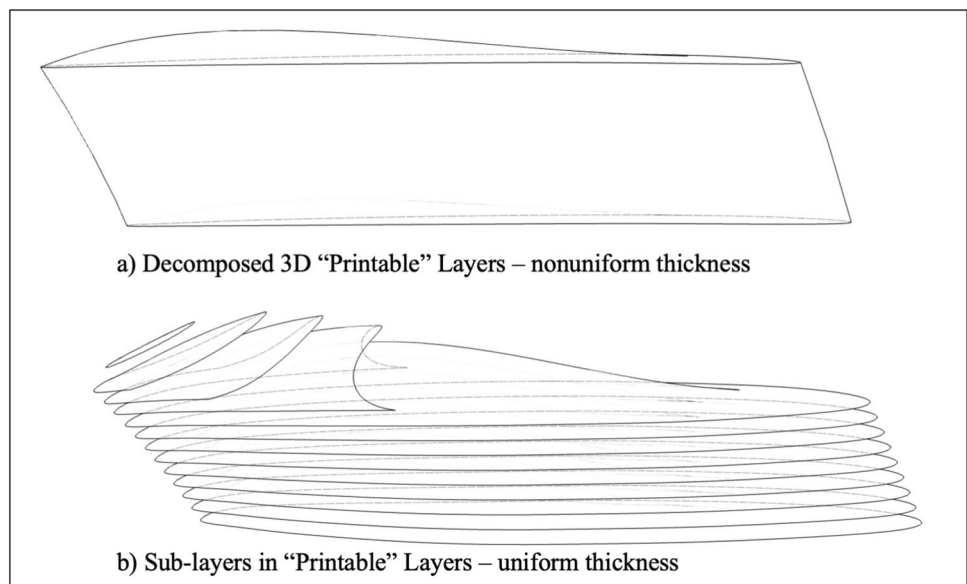 a) Decomposed 3D “Printable” Layers – nonuniform thickness
b) Sub-layers in “Printable” Layers – uniform thickness